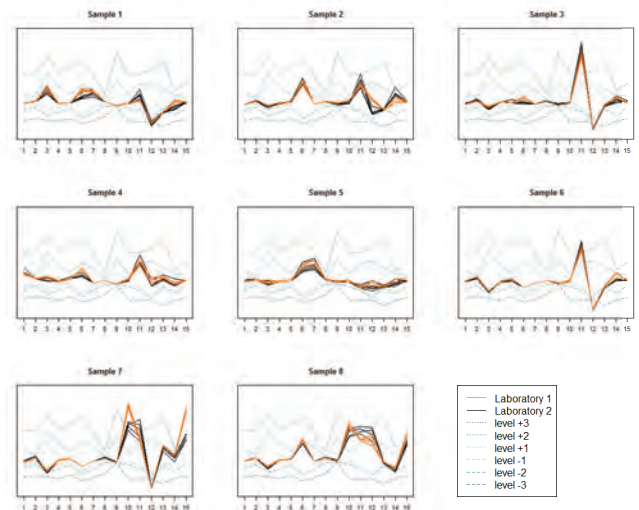 Sample 1
Sample 2
Sample 3
1 2 3 4 5 6 7 8 9 10 11 12 13 14 15
1 2 3 4 5 6 7 8 9 10 11 12 13 14 15
1 2 3 4 5 6 7 8 9 10 11 12 13 14 15
Sample 4
Sample 5
Sample 6
1 2 3 4 5 6 7 8 9 10 11 12 13 14 15
1 2 3 4 5 6 7 8 9 10 11 12 13 14 15
1 2 3 4 5 6 7 8 9 10 11 12 13 14 15
Sample 7
Sample 8
1 2 3 4 5 6 7 8 9 10 11 12 13 14 15
1 2 3 4 5 6 7 8 9 10 11 12 13 14 15
Laboratory 1
Laboratory 2
level +3
level +2
level +1
level -1
level -2
level -3